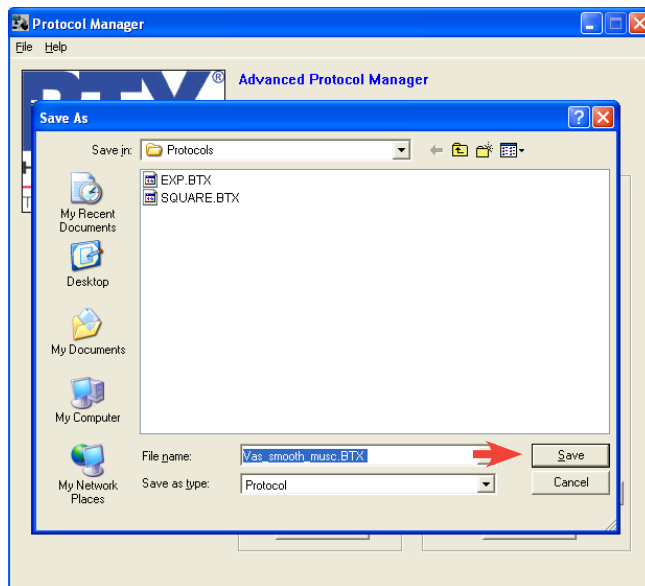 Protocol Manager
File Help
®
Advanced Protocol Manager
Save As
Save in: Protocols
EXP.BTX
SQUARE.BTX
My Recent
Documents
Desktop
My Documents
My Computer
My Network
Places
File name: Vas_smooth_musc.BTX Save
Save as type: Protocol Cancel